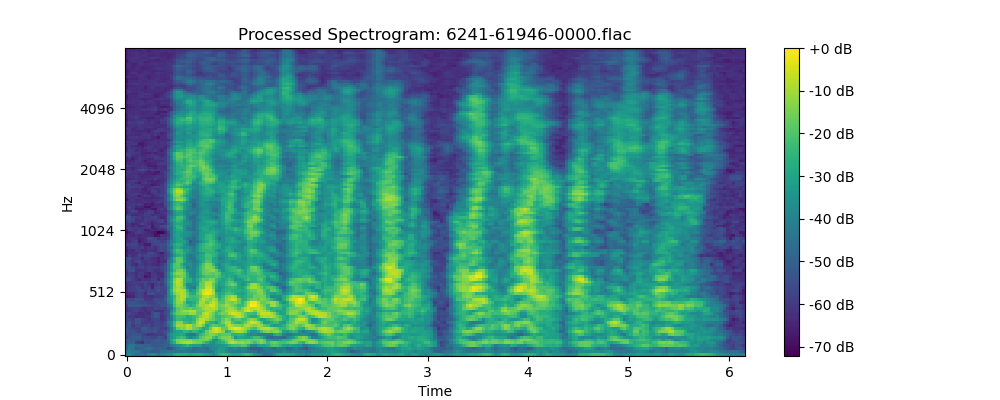 Processed Spectrogram: 6241-61946-0000.flac
Hz
4096
2048
1024
512
0
0 1 2 3 4 5 6
Time
+0 dB
-10 dB
-20 dB
-30 dB
-40 dB
-50 dB
-60 dB
-70 dB